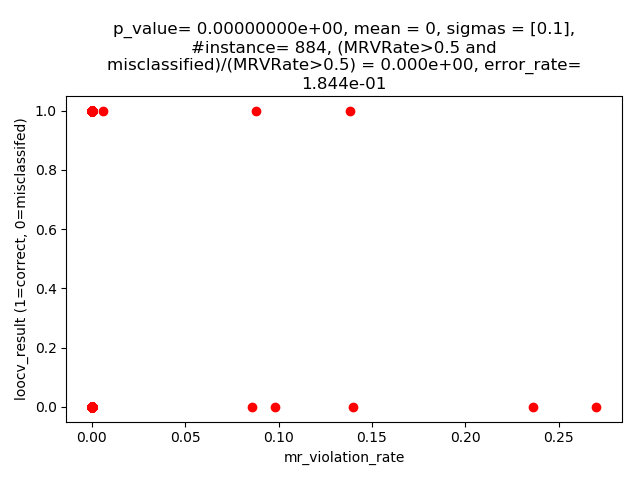 p_value= 0.00000000e+00, mean = 0, sigmas = [0.1],
#instance= 884, (MRVRate>0.5 and
misclassified)/(MRVRate>0.5) = 0.000e+00, error_rate=
1.844e-01
loocv_result (1=correct, 0=misclassifed)
1.0
0.8
0.6
0.4
0.2
0.0
0.00 0.05 0.10 0.15 0.20 0.25
mr_violation_rate